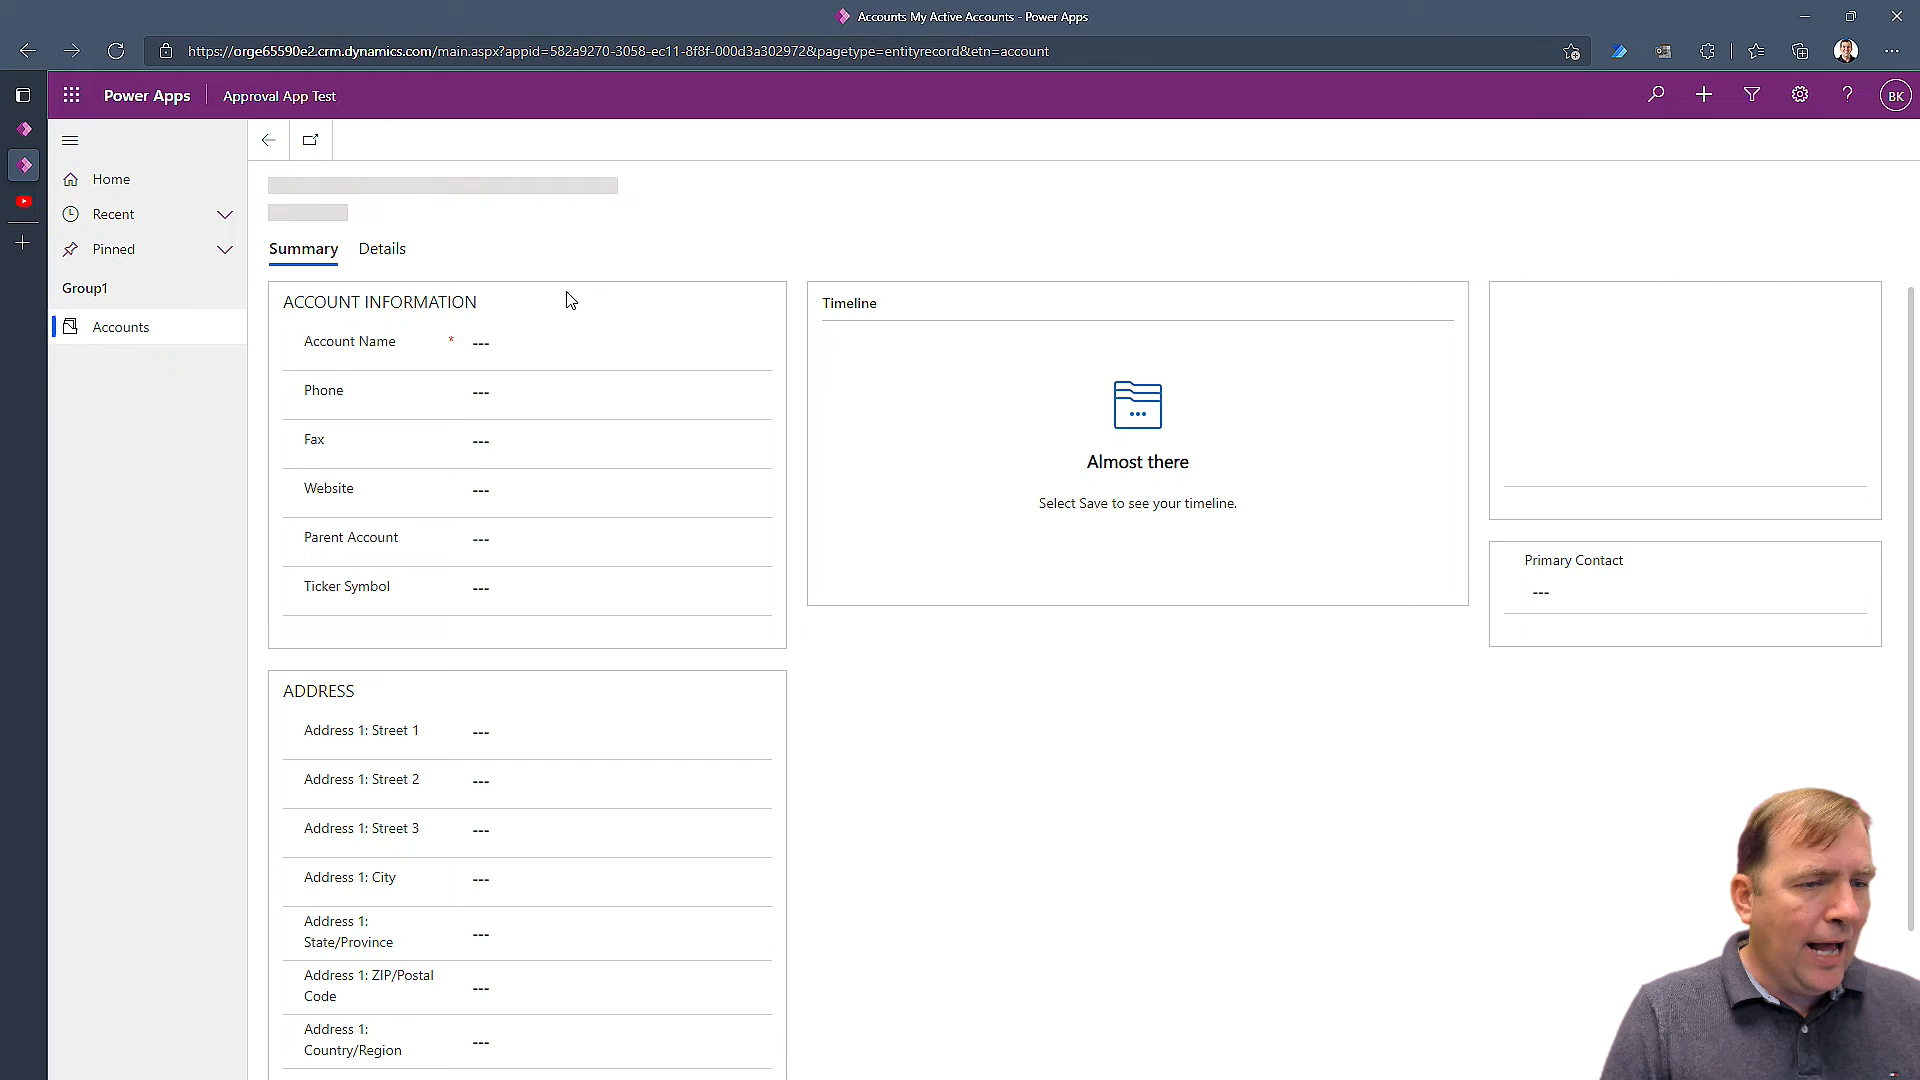 Accounts My Active Accounts - Power Apps
https://orge65590e2.crm.dynamics.com/main.aspx?appid=582a9270-3058-ec11-8f8f-000d3a302972&pagetype=entityrecord&etn=account
Power Apps
Approval App Test
?
BK
Home
Recent
Pinned
Group1
Accounts
Summary
Details
ACCOUNT INFORMATION
Account Name * ---
Phone ---
Fax ---
Website ---
Parent Account ---
Ticker Symbol ---
Timeline
Almost there
Select Save to see your timeline.
Primary Contact
---
ADDRESS
Address 1: Street 1 ---
Address 1: Street 2 ---
Address 1: Street 3 ---
Address 1: City ---
Address 1:
State/Province ---
Address 1: ZIP/Postal
Code ---
Address 1:
Country/Region ---